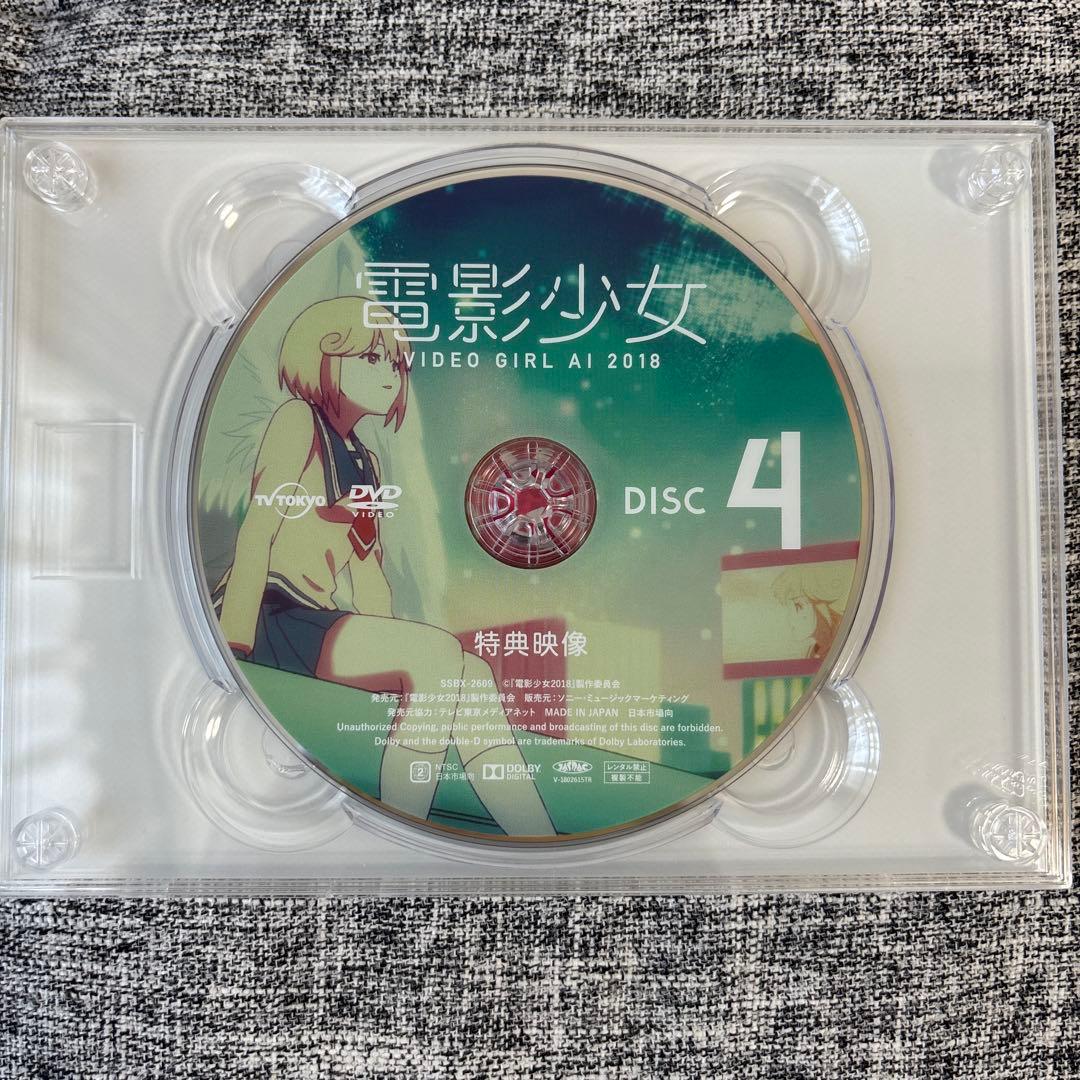 電影少女
VIDEO GIRL AI 2018
TV TOKYO
DVD
VIDEO
DISC 4
特典映像
SSBX-2609 ©『電影少女2018』製作委員会
発売元:『電影少女2018』製作委員会 販売元:ソニー・ミュージックマーケティング
発売元協力:テレビ東京メディアネット MADE IN JAPAN 日本市場向
Unauthorized Copying, public performance and broadcasting of this disc are forbidden.
Dolby and the double-D symbol are trademarks of Dolby Laboratories.
2 NTSC
日本市場向
DOLBY
DIGITAL
V-1802615TR
レンタル禁止
複製不能